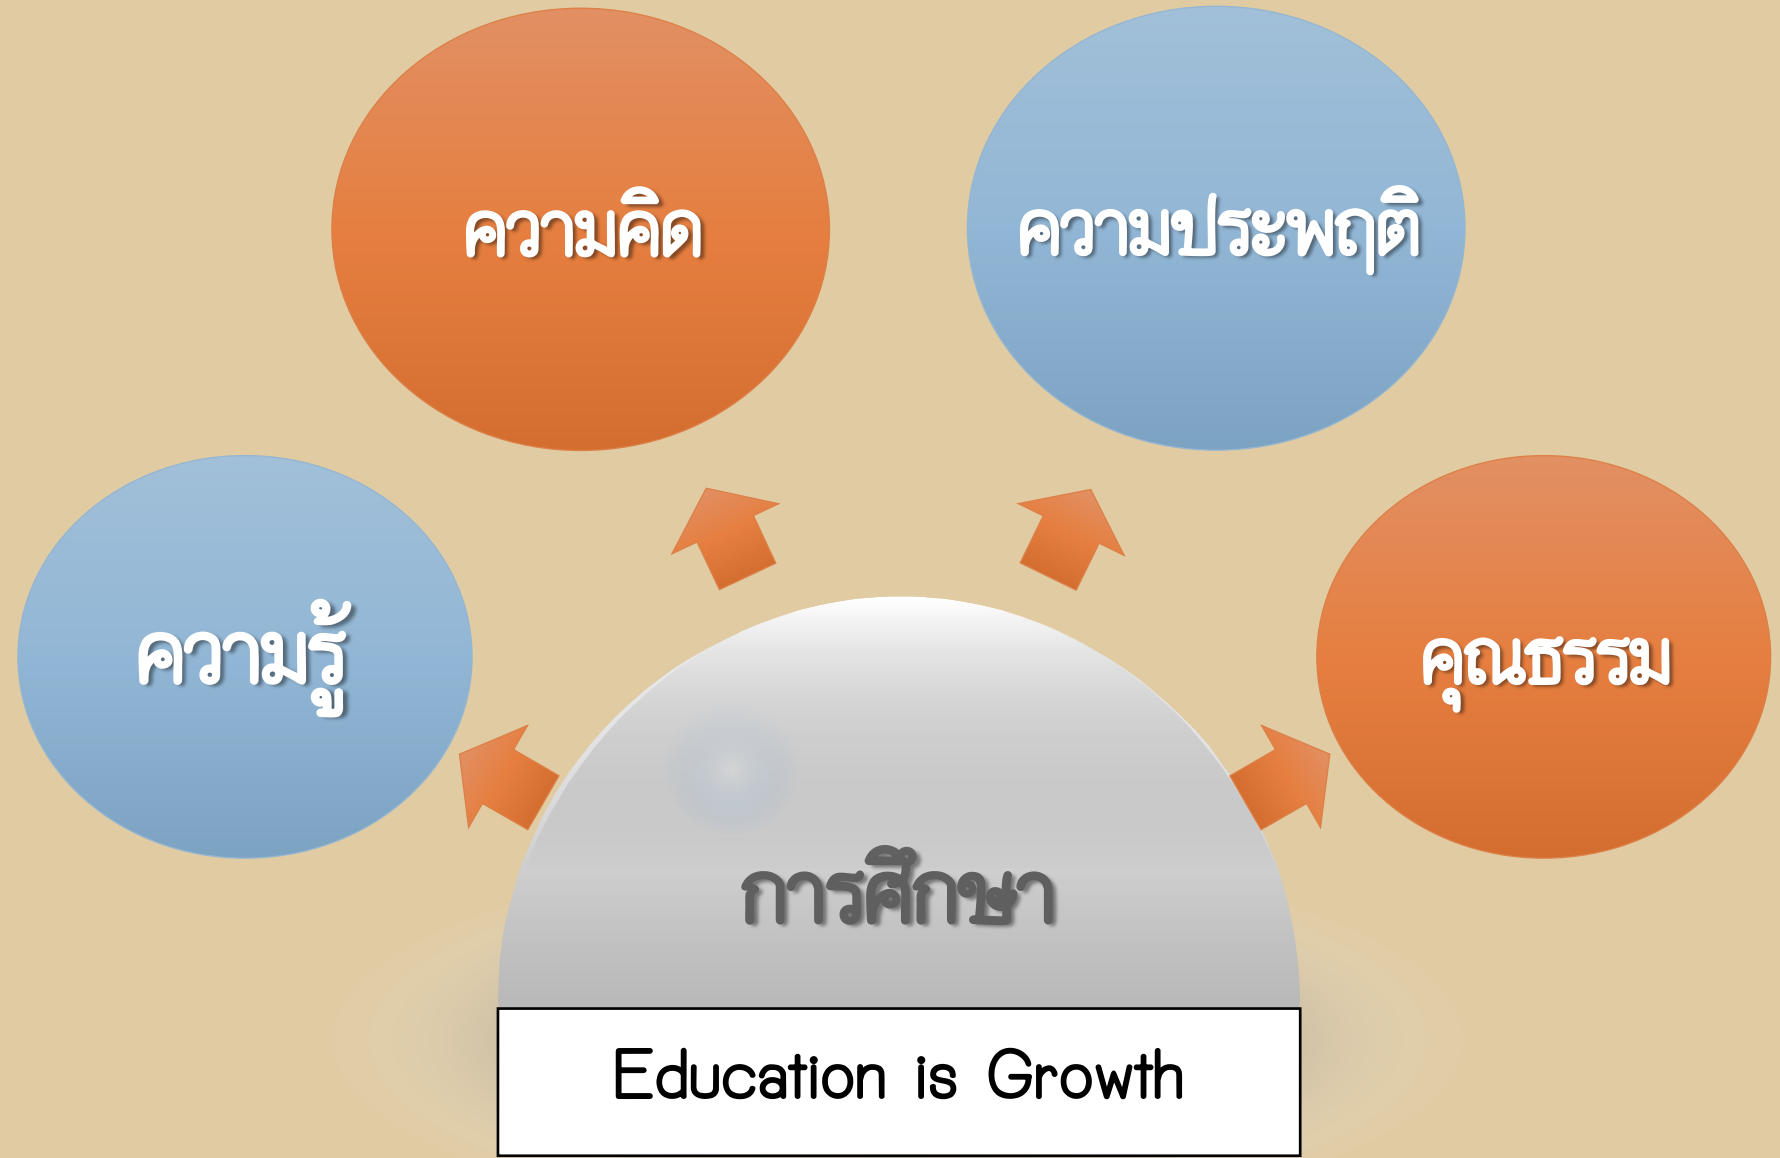 ความคิด
ความประพฤติ
ความรู้
คุณธรรม
การศึกษา
Education is Growth